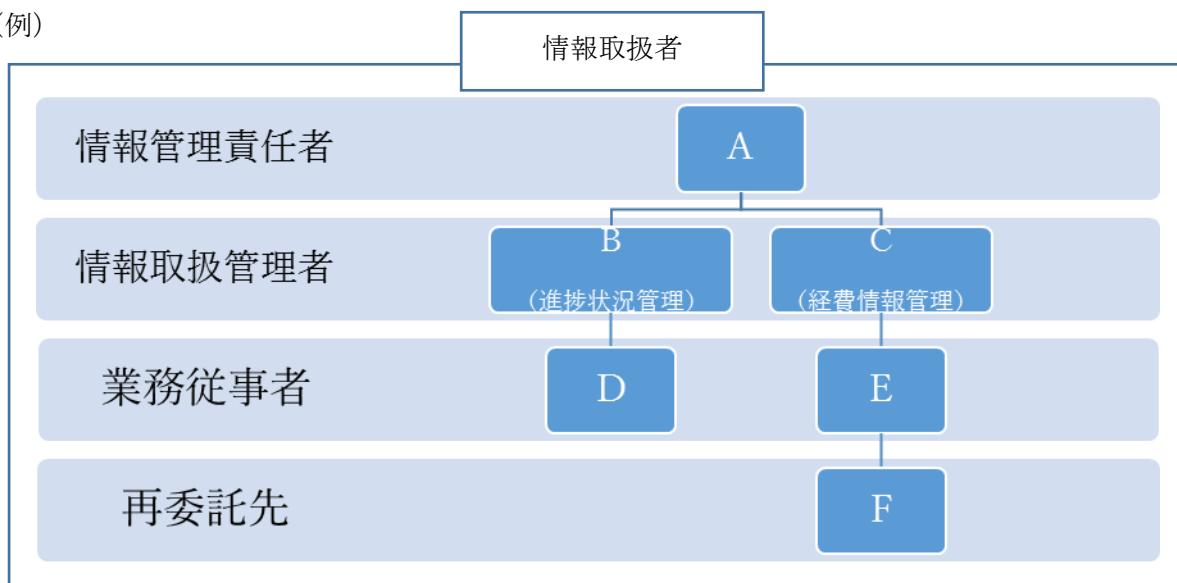 (例)
情報取扱者
情報管理責任者
A
情報取扱管理者
B
(進捗状況管理)
C
(経費情報管理)
業務従事者
D
E
再委託先
F